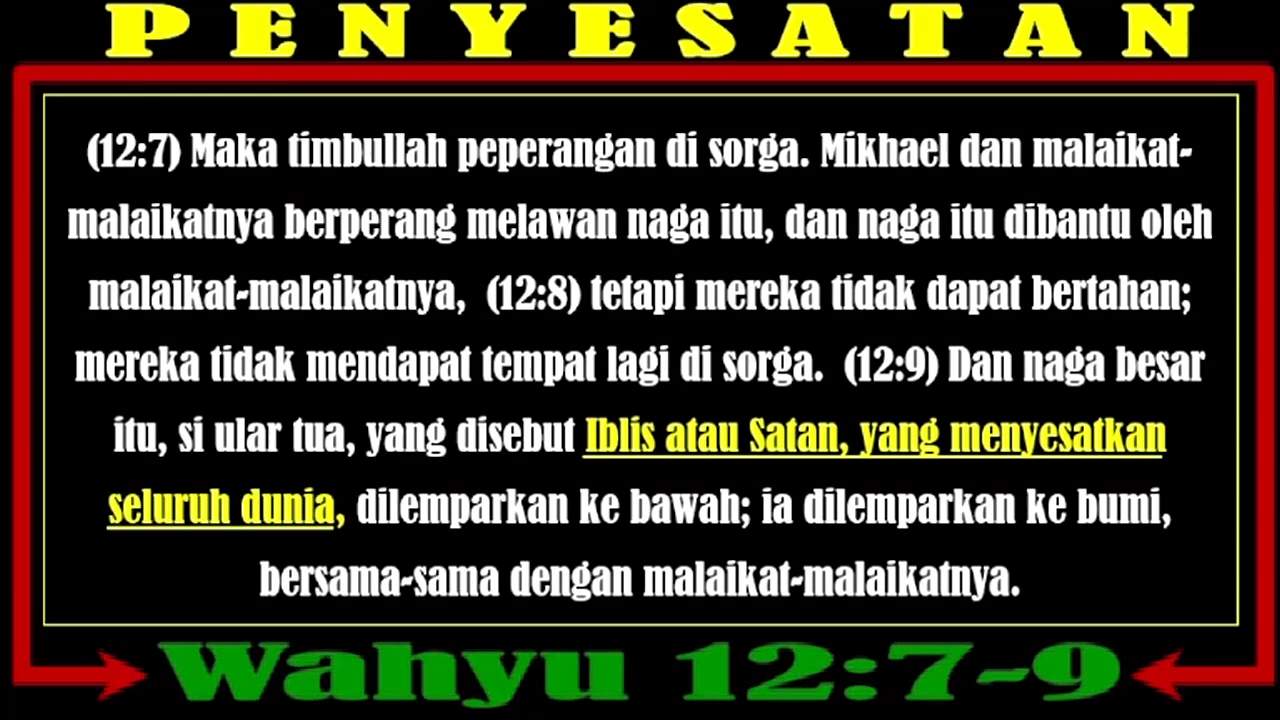 PENYESATAN
(12:7) Maka timbullah peperangan di sorga. Mikhael dan malaikat-
malaikatnya berperang melawan naga itu, dan naga itu dibantu oleh
malaikat-malaikatnya, (12:8) tetapi mereka tidak dapat bertahan;
mereka tidak mendapat tempat lagi di sorga. (12:9) Dan naga besar
itu, si ular tua, yang disebut Iblis atau Satan, yang menyesatkan
seluruh dunia, dilemparkan ke bawah; ia dilemparkan ke bumi,
bersama-sama dengan malaikat-malaikatnya.
Wahyu 12:7-9